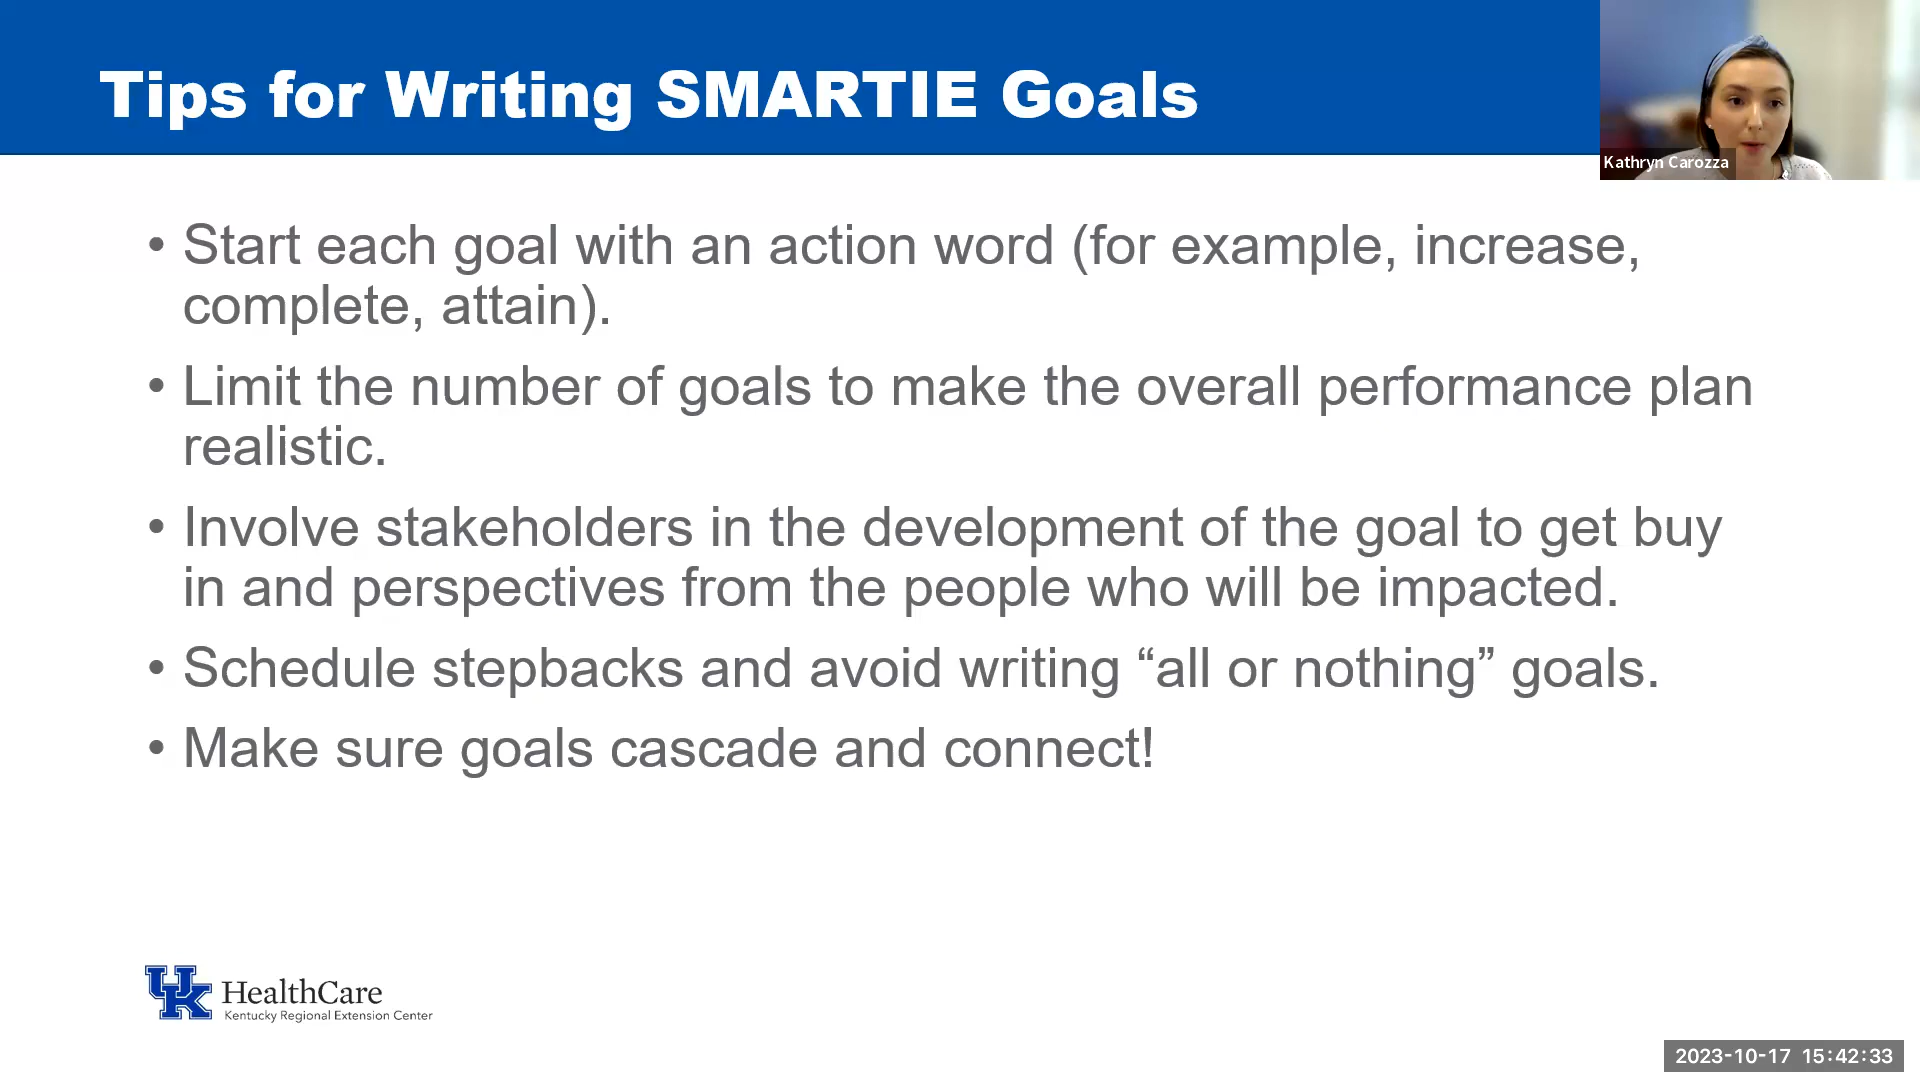 Tips for Writing SMARTIE Goals
Kathryn Carozza
• Start each goal with an action word (for example, increase,
complete, attain).
• Limit the number of goals to make the overall performance plan
realistic.
• Involve stakeholders in the development of the goal to get buy
in and perspectives from the people who will be impacted.
• Schedule stepbacks and avoid writing “all or nothing” goals.
• Make sure goals cascade and connect!
UK HealthCare
Kentucky Regional Extension Center
2023-10-17 15:42:33